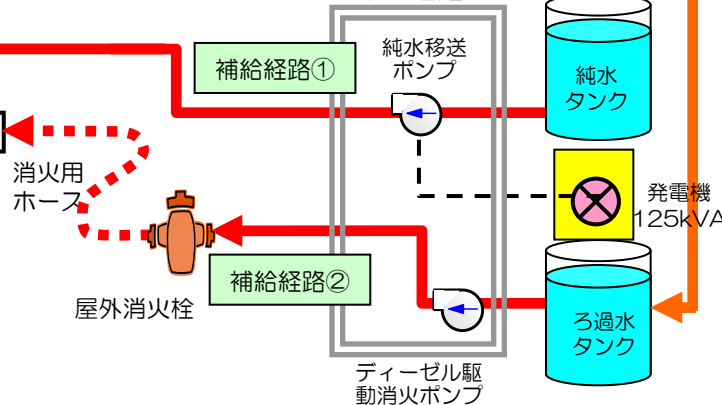 補給経路①
純水移送
ポンプ
純水
タンク
消火用
ホース
発電機
125kVA
補給経路②
屋外消火栓
ろ過水
タンク
ディーゼル駆
動消火ポンプ